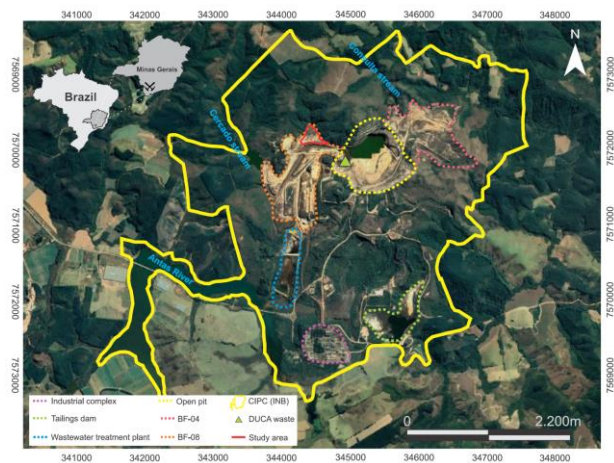 341000 342000 343000 344000 345000 346000 347000 348000
7569000
7570000
7571000
7572000
7573000
7573000
7572000
7571000
7570000
7569000
Minas Gerais
Brazil
N
Consulta stream
Cercado stream
Antas River
Industrial complex
Open pit
CIPC (INB)
Tailings dam
BF-04
DUCA waste
Wastewater treatment plant
BF-08
Study area
0 2.200m
341000 342000 343000 344000 345000 346000 347000 348000